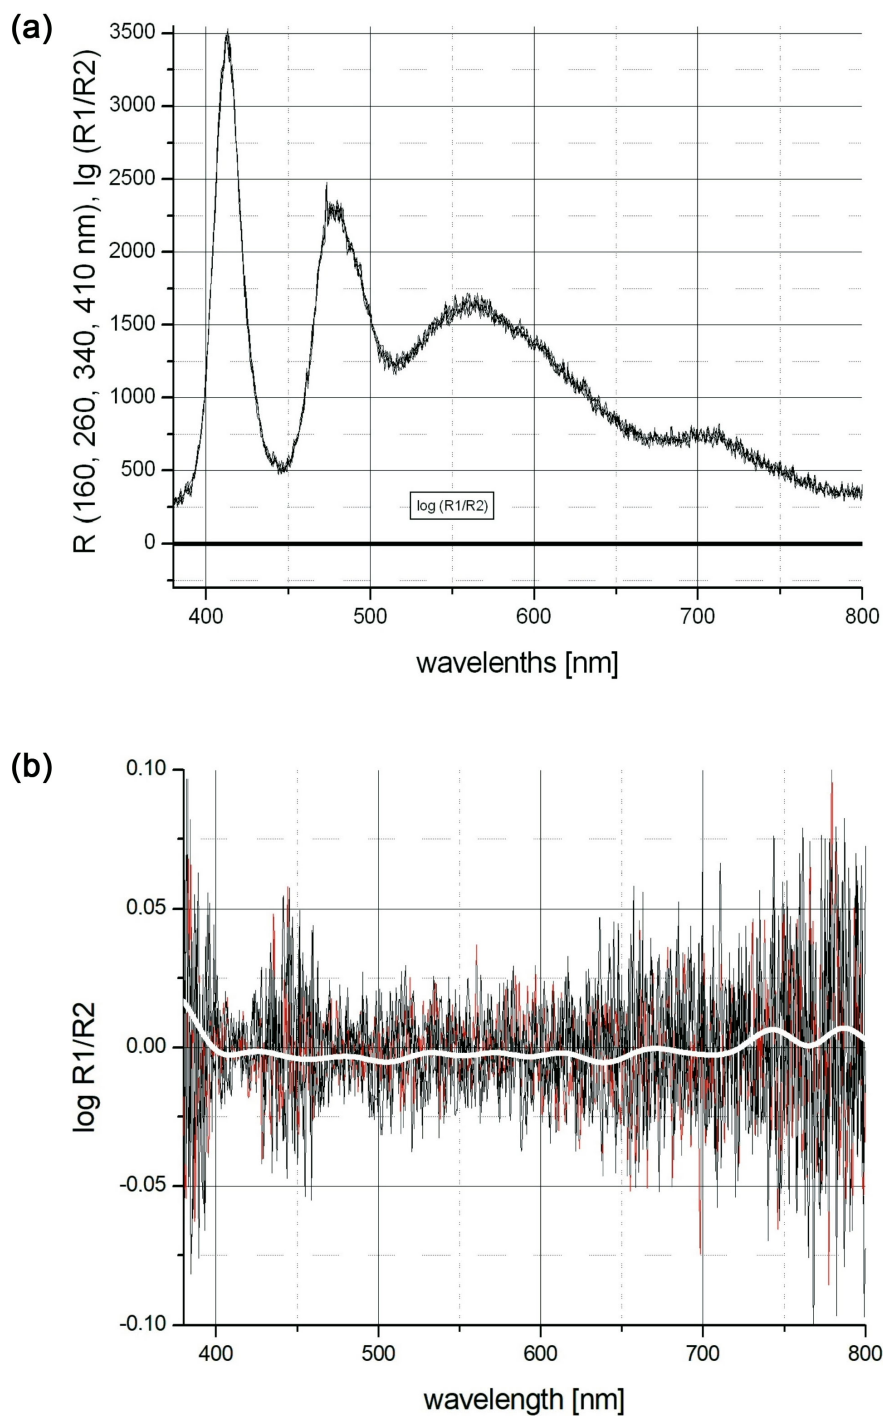 (a)
R (160, 260, 340, 410 nm), lg (R1/R2)
3500
3000
2500
2000
1500
1000
500
0
log (R1/R2)
400 500 600 700 800
wavelenths [nm]
(b)
log R1/R2
0.10
0.05
0.00
-0.05
-0.10
400 500 600 700 800
wavelength [nm]